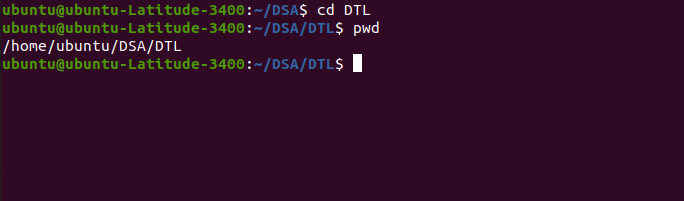 ubuntu@ubuntu-Latitude-3400:~/DSA$ cd DTL
ubuntu@ubuntu-Latitude-3400:~/DSA/DTL$ pwd
/home/ubuntu/DSA/DTL
ubuntu@ubuntu-Latitude-3400:~/DSA/DTL$